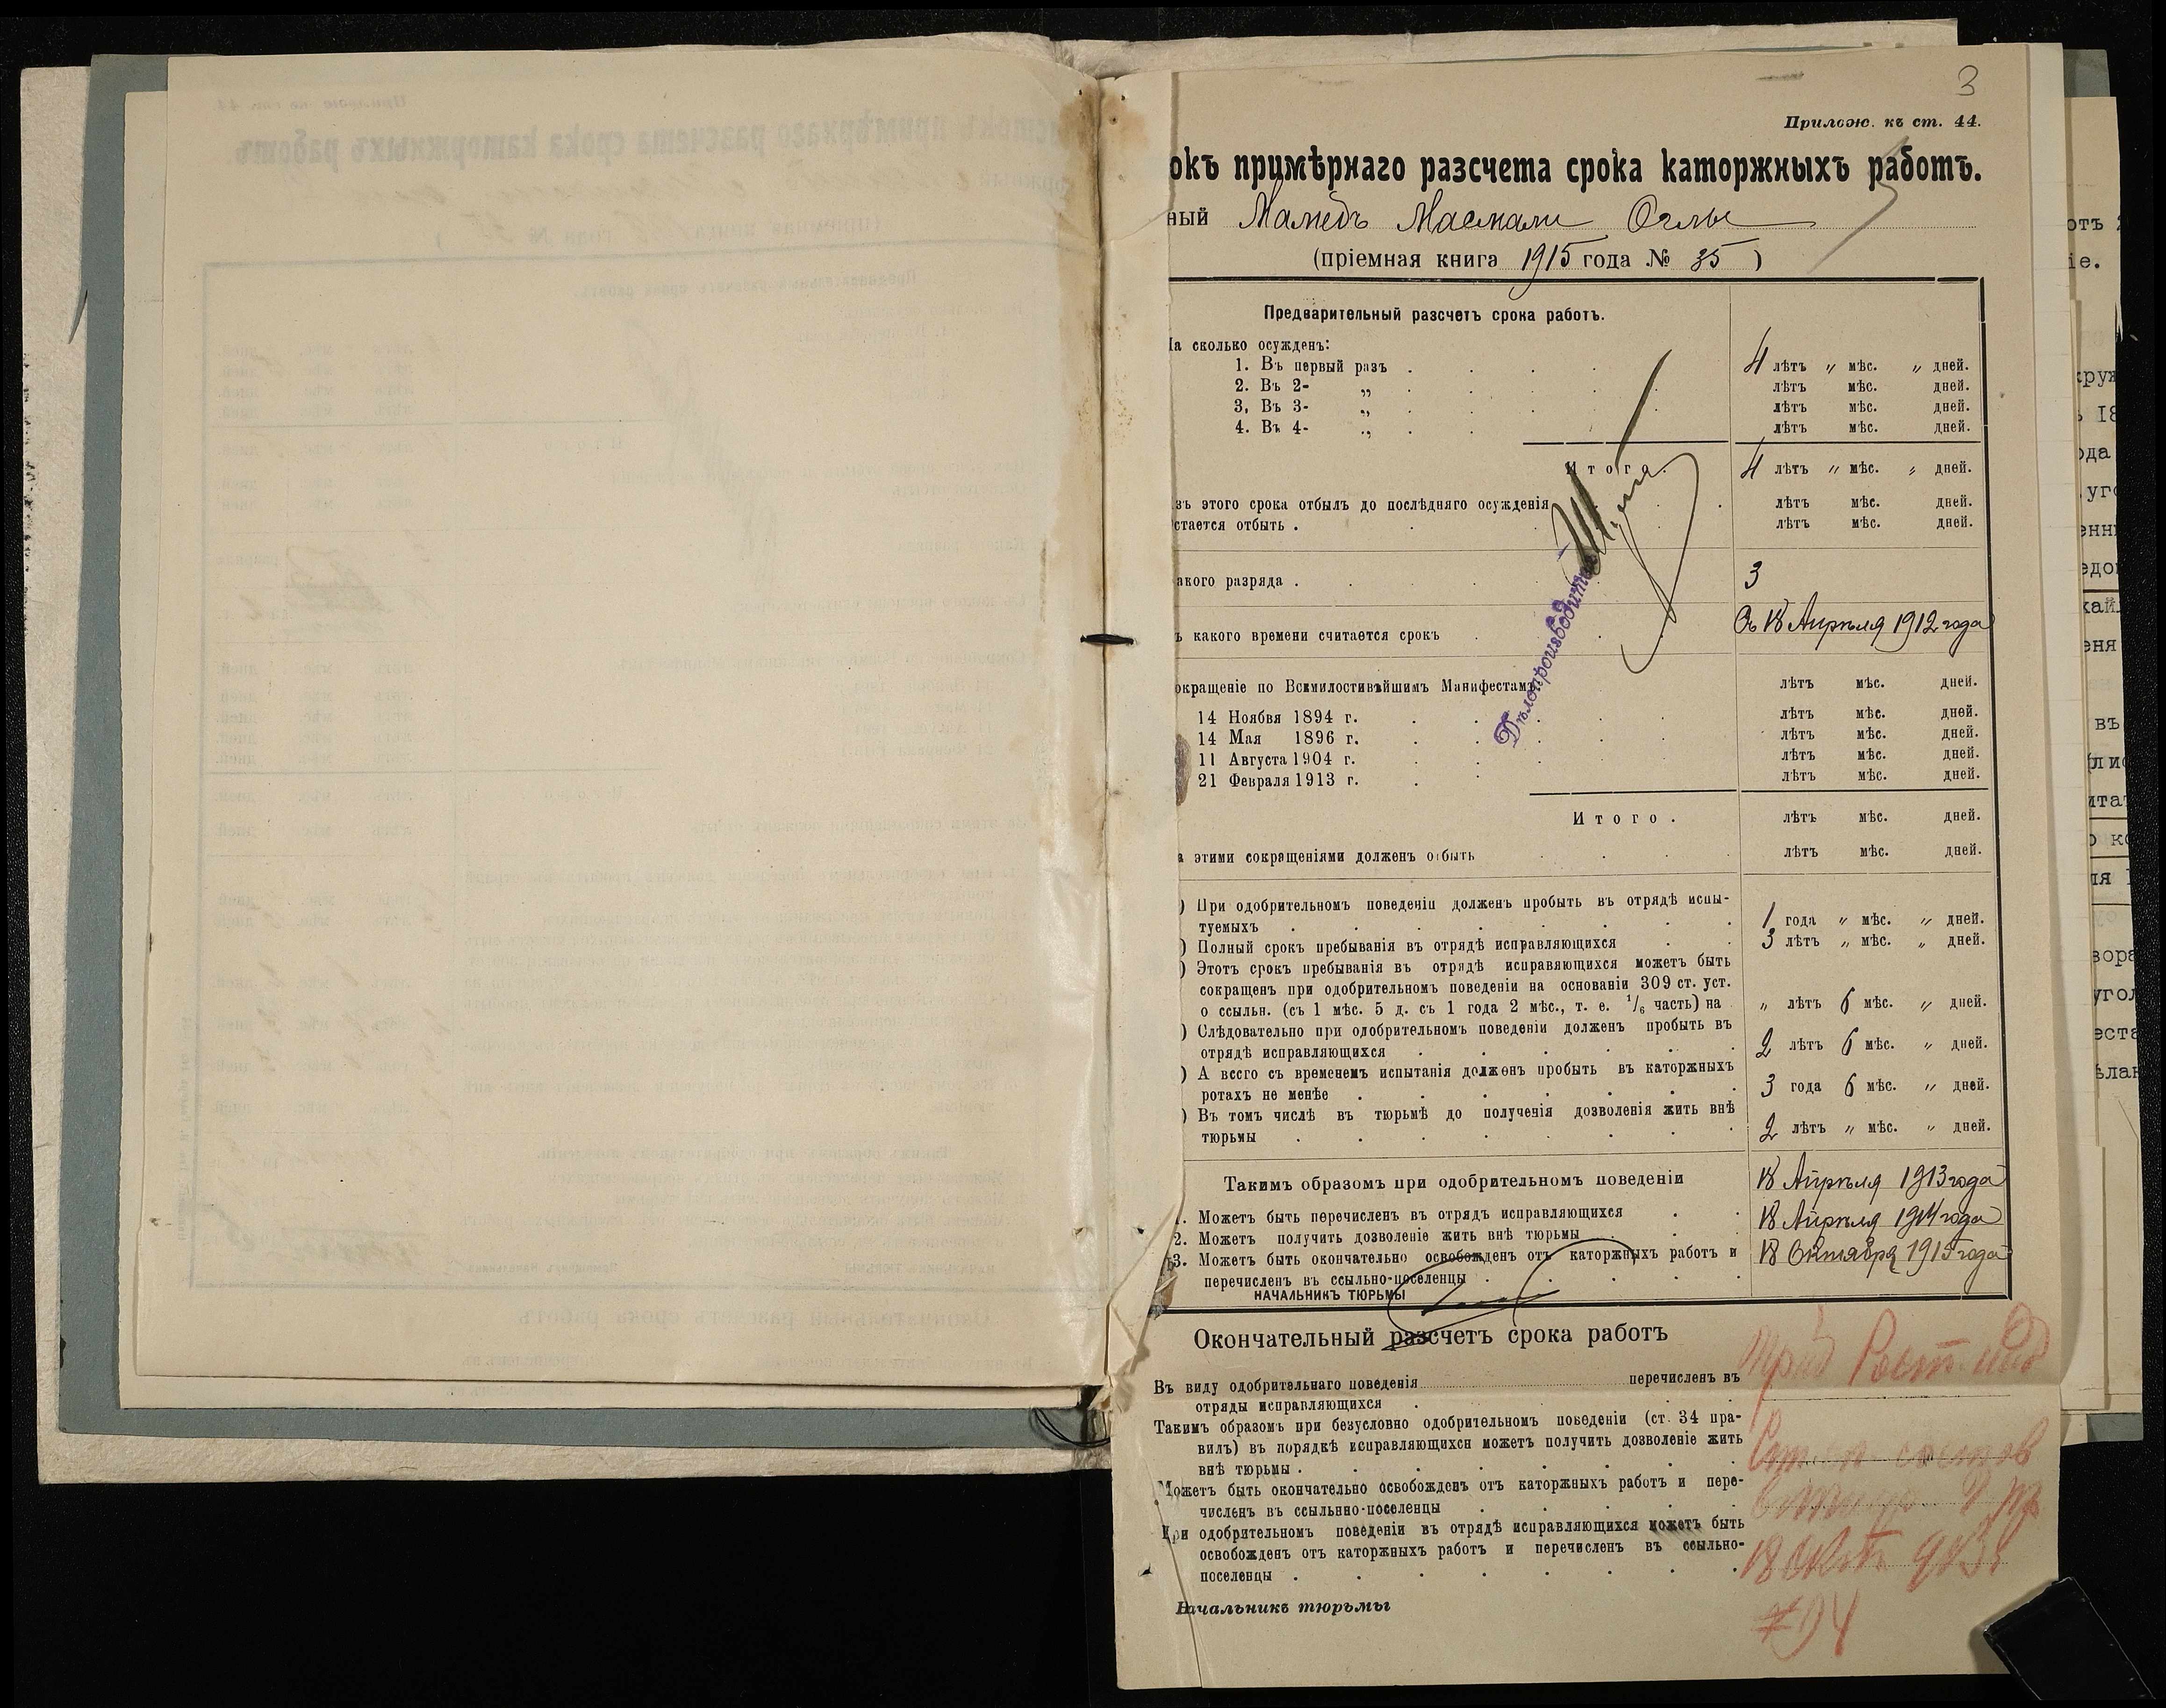 3
Прилож. къ ст. 44.
окъ примѣрнаго разсчета срока каторжныхъ работъ.
ный Мамедъ Маемали Оглы
(пріемная книга 1915 года № 35)
Предварительный разсчетъ срока работъ.
На сколько осужденъ:
1. Въ первый разъ . . . . 4 лѣтъ " мѣс. " дней.
2. Въ 2- „ . . . . лѣтъ мѣс. дней.
3, Въ 3- „ . . . . лѣтъ мѣс. дней.
4. Въ 4- „ . . лѣтъ мѣс. дней.
Итого. 4 лѣтъ " мѣс. " дней.
зъ этого срока отбылъ до послѣдняго осужденія . лѣтъ мѣс. дней.
стается отбыть . . . лѣтъ мѣс. дней.
акого разряда . . . . 3
ъ какого времени считается срокъ . . Съ 18 Апрѣля 1912 года
Дѣлопроизводитель
окращеніе по Всемилостивѣйшимъ Манифестамъ лѣтъ мѣс. дней.
14 Ноября 1894 г. . . . . . лѣтъ мѣс. дней.
14 Мая 1896 г. . . . . . лѣтъ мѣс. дней.
11 Августа 1904 г. . . . . . лѣтъ мѣс. дней.
21 Февраля 1913 г. . . лѣтъ мѣс. дней.
Итого. лѣтъ мѣс. дней.
а этими сокращеніями долженъ отбыть . . . лѣтъ мѣс. дней.
) При одобрительномъ поведеніи долженъ пробыть въ отрядѣ испы-
туемыхъ . . . . . . . . 1 года " мѣс. " дней.
) Полный срокъ пребыванія въ отрядѣ исправляющихся . . 3 лѣтъ " мѣс. " дней.
) Этотъ срокъ пребыванія въ отрядѣ исправяющихся можетъ быть
сокращенъ при одобрительномъ поведеніи на основаніи 309 ст. уст.
о ссыльн. (съ 1 мѣс. 5 д. съ 1 года 2 мѣс., т. е. 1/6 часть) на . " лѣтъ 6 мѣс. " дней.
) Слѣдовательно при одобрительномъ поведеніи долженъ пробыть въ
отрядѣ исправляющихся . . . . . . 2 лѣтъ 6 мѣс. " дней.
) А всего съ временемъ испытанія долженъ пробыть въ каторжныхъ
ротахъ не менѣе . . . . . . . 3 года 6 мѣс. " дней.
) Въ томъ числѣ въ тюрьмѣ до полученія дозволенія жить внѣ
тюрьмы . . . . . . . . 2 лѣтъ " мѣс. " дней.
Такимъ образомъ при одобрительномъ поведеніи 18 Апрѣля 1913 года
1. Можетъ быть перечисленъ въ отрядъ исправляющихся . . 18 Апрѣля 1914 года
2. Можетъ получить дозволеніе жить внѣ тюрьмы . . .
3. Можетъ быть окончательно освобожденъ отъ каторжныхъ работъ и 18 Октября 1915 года
перечисленъ въ ссыльно-поселенцы . . . . .
НАЧАЛЬНИКЪ ТЮРЬМЫ
Окончательный разсчетъ срока работъ
Въ виду одобрительнаго поведенія перечисленъ въ
отряды исправляющихся .
Такимъ образомъ при безусловно одобрительномъ поведеніи (ст. 34 пра-
вилъ) въ порядкѣ исправляющихся можетъ получить дозволеніе жить
внѣ тюрьмы . . . . . . . .
Можетъ быть окончательно освобожденъ отъ каторжныхъ работъ и пере-
численъ въ ссыльнно-поселенцы . . . . .
При одобрительномъ поведеніи въ отрядѣ исправляющихся можетъ быть
освобожденъ отъ каторжныхъ работъ и перечисленъ въ ссыльно-
поселенцы . . . . . . . .
18 Окт
Начальникъ тюрьмы